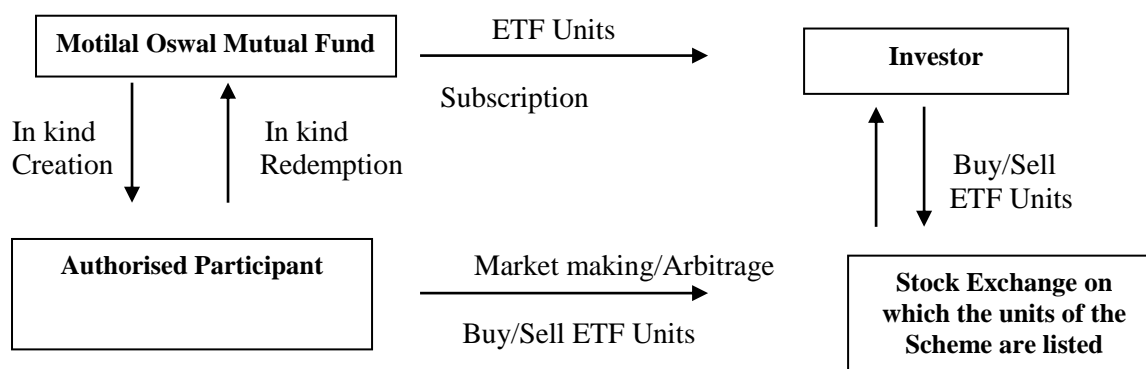 Motilal Oswal Mutual Fund
ETF Units
Subscription
Investor
In kind
Creation
In kind
Redemption
Buy/Sell
ETF Units
Authorised Participant
Market making/Arbitrage
Buy/Sell ETF Units
Stock Exchange on
which the units of the
Scheme are listed